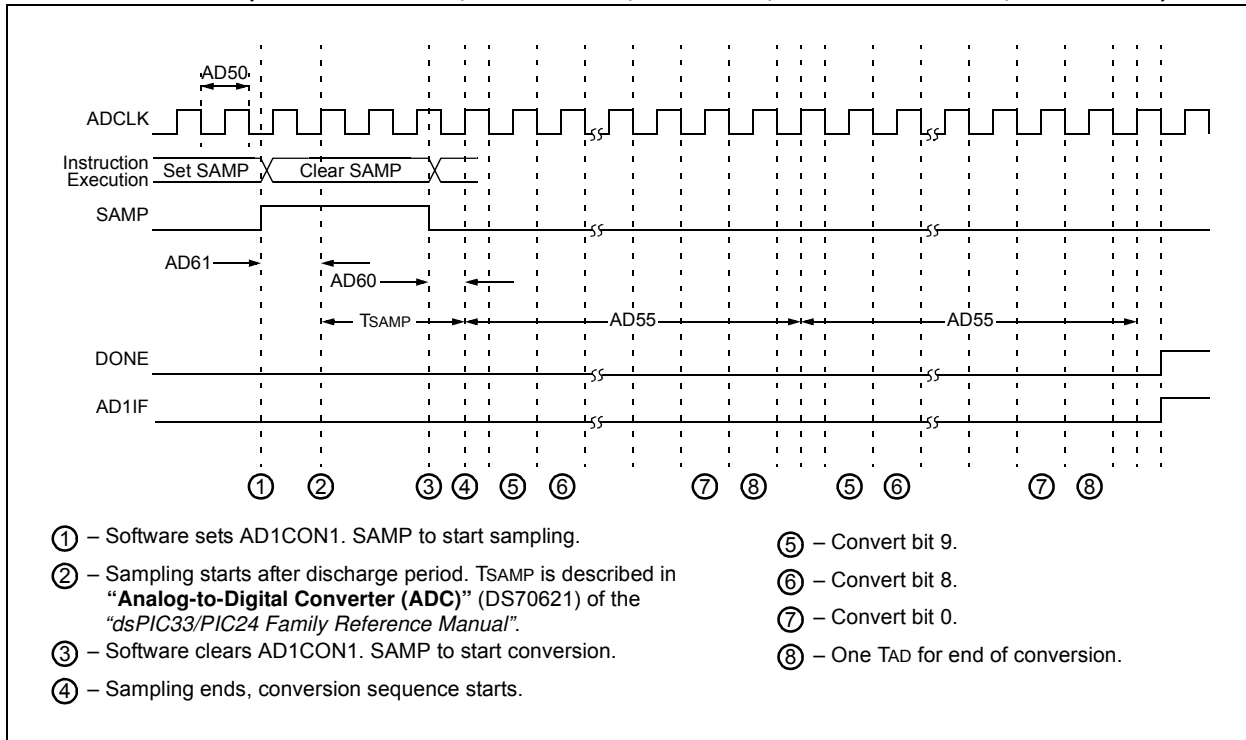 AD50
ADCLK
Instruction
Execution
Set SAMP
Clear SAMP
SAMP
AD61
AD60
TSAMP
AD55
AD55
DONE
AD1IF
1 2 3 4 5 6 7 8 5 6 7 8
1 – Software sets AD1CON1. SAMP to start sampling.
2 – Sampling starts after discharge period. TSAMP is described in
“Analog-to-Digital Converter (ADC)” (DS70621) of the
“dsPIC33/PIC24 Family Reference Manual”.
3 – Software clears AD1CON1. SAMP to start conversion.
4 – Sampling ends, conversion sequence starts.
5 – Convert bit 9.
6 – Convert bit 8.
7 – Convert bit 0.
8 – One TAD for end of conversion.